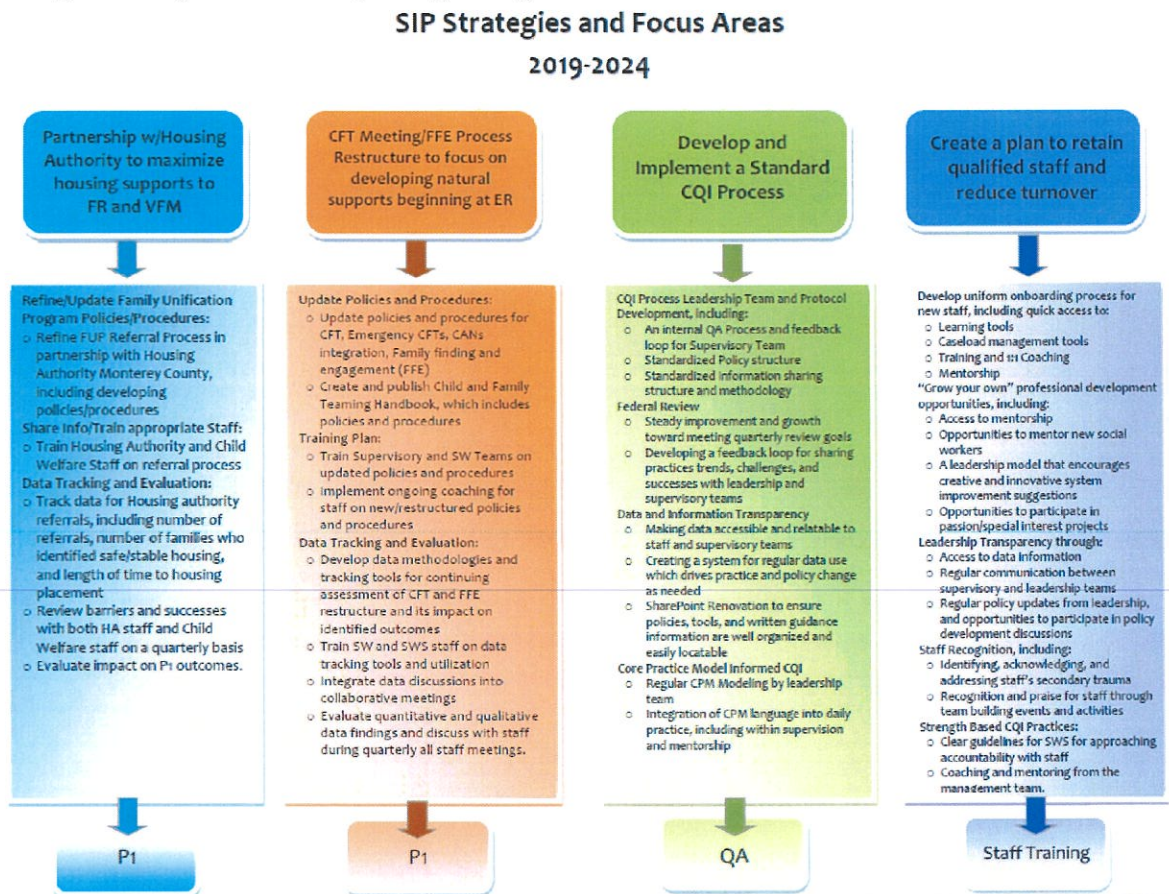 SIP Strategies and Focus Areas
2019-2024
Partnership w/Housing
Authority to maximize
housing supports to
FR and VFM
Refine/Update Family Unification
Program Policies/Procedures:
o Refine FUP Referral Process in
partnership with Housing
Authority Monterey County,
including developing
policies/procedures
Share Info/Train appropriate Staff:
o Train Housing Authority and Child
Welfare Staff on referral process
Data Tracking and Evaluation:
o Track data for Housing authority
referrals, including number of
referrals, number of families who
identified safe/stable housing,
and length of time to housing
placement
o Review barriers and successes
with both HA staff and Child
Welfare staff on a quarterly basis
o Evaluate impact on P1 outcomes.
P1
CFT Meeting/FFE Process
Restructure to focus on
developing natural
supports beginning at ER
Update Policies and Procedures:
o Update policies and procedures for
CFT, Emergency CFTs, CANs
integration, Family finding and
engagement (FFE)
o Create and publish Child and Family
Teaming Handbook, which includes
policies and procedures
Training Plan:
o Train Supervisory and SW Teams on
updated policies and procedures
o Implement ongoing coaching for
staff on new/restructured policies
and procedures
Data Tracking and Evaluation:
o Develop data methodologies and
tracking tools for continuing
assessment of CFT and FFE
restructure and its impact on
identified outcomes
o Train SW and SWS staff on data
tracking tools and utilization
o Integrate data discussions into
collaborative meetings
o Evaluate quantitative and qualitative
data findings and discuss with staff
during quarterly all staff meetings.
P1
Develop and
Implement a Standard
CQI Process
CQI Process Leadership Team and Protocol
Development, including:
o An internal QA Process and feedback
loop for Supervisory Team
o Standardized Policy structure
o Standardized information sharing
structure and methodology
Federal Review
o Steady improvement and growth
toward meeting quarterly review goals
o Developing a feedback loop for sharing
practices trends, challenges, and
successes with leadership and
supervisory teams
Data and Information Transparency
o Making data accessible and relatable to
staff and supervisory teams
o Creating a system for regular data use
which drives practice and policy change
as needed
o SharePoint Renovation to ensure
policies, tools, and written guidance
information are well organized and
easily locatable
Core Practice Model Informed CQI
o Regular CPM Modeling by leadership
team
o Integration of CPM language into daily
practice, including within supervision
and mentorship
QA
Create a plan to retain
qualified staff and
reduce turnover
Develop uniform onboarding process for
new staff, including quick access to:
o Learning tools
o Caseload management tools
o Training and 1:1 Coaching
o Mentorship
"Grow your own" professional development
opportunities, including:
o Access to mentorship
o Opportunities to mentor new social
workers
o A leadership model that encourages
creative and innovative system
improvement suggestions
o Opportunities to participate in
passion/special interest projects
Leadership Transparency through:
o Access to data information
o Regular communication between
supervisory and leadership teams
o Regular policy updates from leadership,
and opportunities to participate in policy
development discussions
Staff Recognition, including:
o Identifying, acknowledging, and
addressing staff's secondary trauma
o Recognition and praise for staff through
team building events and activities
Strength Based CQI Practices:
o Clear guidelines for SWS for approaching
accountability with staff
o Coaching and mentoring from the
management team.
Staff Training